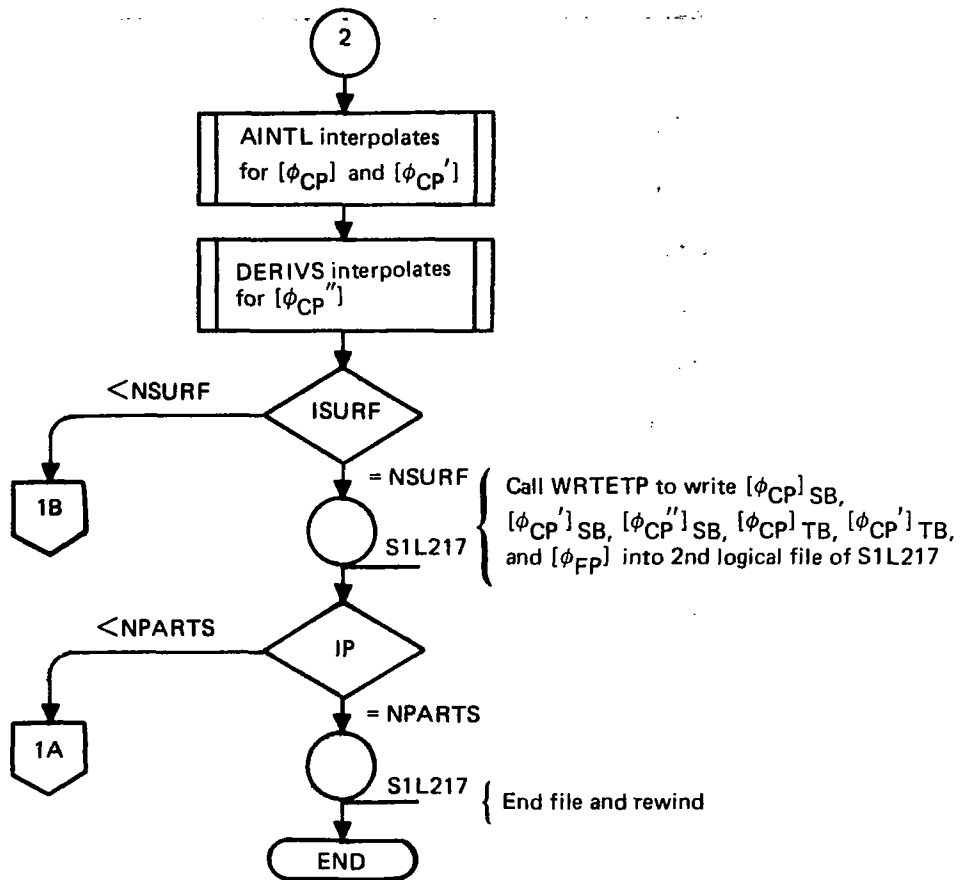 2
AINTL interpolates
for [ϕCP] and [ϕCP']
DERIVS interpolates
for [ϕCP'']
<NSURF
ISURF
1B
= NSURF
Call WRTETP to write [ϕCP]SB,
[ϕCP']SB, [ϕCP'']SB, [ϕCP]TB, [ϕCP']TB,
and [ϕFP] into 2nd logical file of S1L217
S1L217
<NPARTS
IP
1A
= NPARTS
S1L217
End file and rewind
END